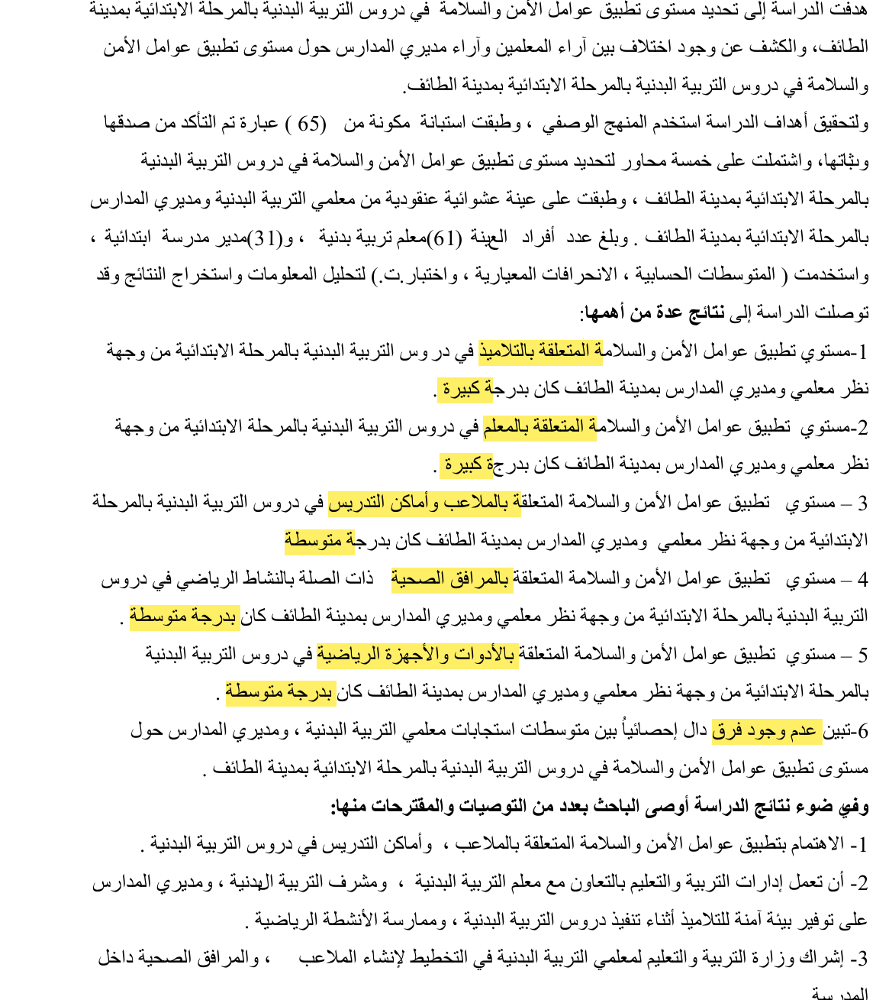 هدفت الدراسة إلى تحديد مستوى تطبيق عوامل الأمن والسلامة في دروس التربية البدنية بالمرحلة الابتدائية بمدينة
الطائف، والكشف عن وجود اختلاف بين آراء المعلمين وآراء مديري المدارس حول مستوى تطبيق عوامل الأمن
والسلامة في دروس التربية البدنية بالمرحلة الابتدائية بمدينة الطائف.
ولتحقيق أهداف الدراسة استخدم المنهج الوصفي ، وطبقت استبانة مكونة من (65 ) عبارة تم التأكد من صدقها
وثباتها، واشتملت على خمسة محاور لتحديد مستوى تطبيق عوامل الأمن والسلامة في دروس التربية البدنية
بالمرحلة الابتدائية بمدينة الطائف ، وطبقت على عينة عشوائية عنقودية من معلمي التربية البدنية ومديري المدارس
بالمرحلة الابتدائية بمدينة الطائف . وبلغ عدد أفراد العينة (61)معلم تربية بدنية ، و(31)مدير مدرسة ابتدائية ،
واستخدمت ( المتوسطات الحسابية ، الانحرافات المعيارية ، واختبار.ت.) لتحليل المعلومات واستخراج النتائج وقد
توصلت الدراسة إلى نتائج عدة من أهمها:
1-مستوي تطبيق عوامل الأمن والسلامة المتعلقة بالتلاميذ في در وس التربية البدنية بالمرحلة الابتدائية من وجهة
نظر معلمي ومديري المدارس بمدينة الطائف كان بدرجة كبيرة .
2-مستوي تطبيق عوامل الأمن والسلامة المتعلقة بالمعلم في دروس التربية البدنية بالمرحلة الابتدائية من وجهة
نظر معلمي ومديري المدارس بمدينة الطائف كان بدرجة كبيرة .
3 – مستوي تطبيق عوامل الأمن والسلامة المتعلقة بالملاعب وأماكن التدريس في دروس التربية البدنية بالمرحلة
الابتدائية من وجهة نظر معلمي ومديري المدارس بمدينة الطائف كان بدرجة متوسطة
4 – مستوي تطبيق عوامل الأمن والسلامة المتعلقة بالمرافق الصحية ذات الصلة بالنشاط الرياضي في دروس
التربية البدنية بالمرحلة الابتدائية من وجهة نظر معلمي ومديري المدارس بمدينة الطائف كان بدرجة متوسطة .
5 – مستوي تطبيق عوامل الأمن والسلامة المتعلقة بالأدوات والأجهزة الرياضية في دروس التربية البدنية
بالمرحلة الابتدائية من وجهة نظر معلمي ومديري المدارس بمدينة الطائف كان بدرجة متوسطة .
6-تبين عدم وجود فرق دال إحصائياُ بين متوسطات استجابات معلمي التربية البدنية ، ومديري المدارس حول
مستوى تطبيق عوامل الأمن والسلامة في دروس التربية البدنية بالمرحلة الابتدائية بمدينة الطائف .
وفي ضوء نتائج الدراسة أوصى الباحث بعدد من التوصيات والمقترحات منها:
1- الاهتمام بتطبيق عوامل الأمن والسلامة المتعلقة بالملاعب ، وأماكن التدريس في دروس التربية البدنية .
2- أن تعمل إدارات التربية والتعليم بالتعاون مع معلم التربية البدنية ، ومشرف التربية البدنية ، ومديري المدارس
على توفير بيئة آمنة للتلاميذ أثناء تنفيذ دروس التربية البدنية ، وممارسة الأنشطة الرياضية .
3- إشراك وزارة التربية والتعليم لمعلمي التربية البدنية في التخطيط لإنشاء الملاعب ، والمرافق الصحية داخل
المدرسة